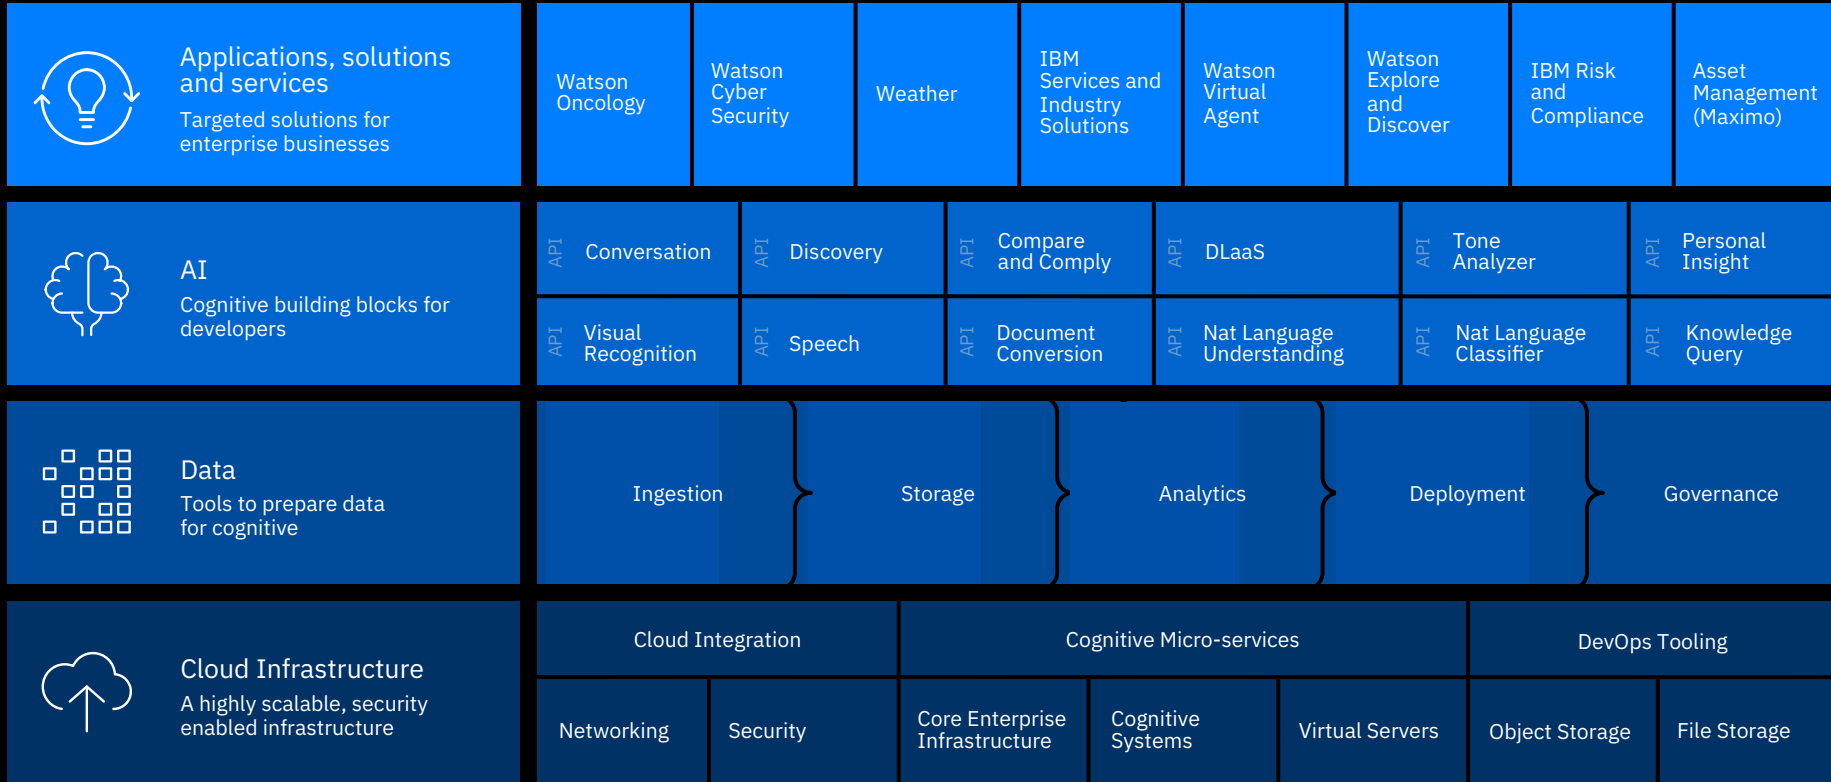 Applications, solutions
and services
Targeted solutions for
enterprise businesses
Watson
Oncology
Watson
Cyber
Security
Weather
IBM
Services and
Industry
Solutions
Watson
Virtual
Agent
Watson
Explore
and
Discover
IBM Risk
and
Compliance
Asset
Management
(Maximo)
AI
Cognitive building blocks for
developers
API
Conversation
API
Discovery
API
Compare
and Comply
API
DLaaS
API
Tone
Analyzer
API
Personal
Insight
API
Visual
Recognition
API
Speech
API
Document
Conversion
API
Nat Language
Understanding
API
Nat Language
Classifier
API
Knowledge
Query
Data
Tools to prepare data
for cognitive
Ingestion
Storage
Analytics
Deployment
Governance
Cloud Infrastructure
A highly scalable, security
enabled infrastructure
Cloud Integration
Cognitive Micro-services
DevOps Tooling
Networking
Security
Core Enterprise
Infrastructure
Cognitive
Systems
Virtual Servers
Object Storage
File Storage